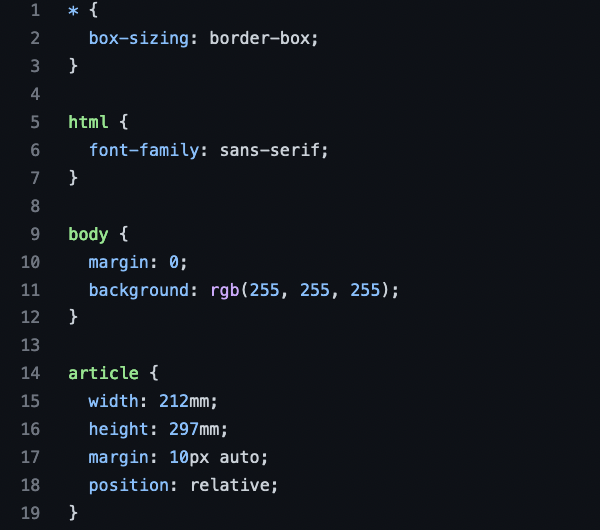 1 * {
2   box-sizing: border-box;
3 }
4
5 html {
6   font-family: sans-serif;
7 }
8
9 body {
10   margin: 0;
11   background: rgb(255, 255, 255);
12 }
13
14 article {
15   width: 212mm;
16   height: 297mm;
17   margin: 10px auto;
18   position: relative;
19 }